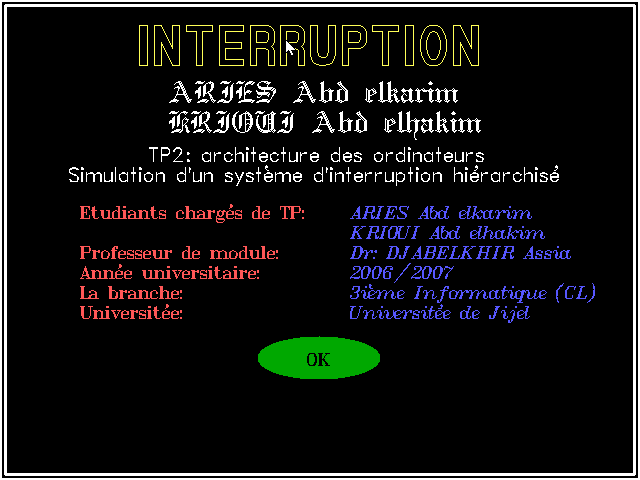 INTERRUPTION
ARIES Abd elkarim
KRIOUI Abd elhakim
TP2: architecture des ordinateurs
Simulation d'un système d'interruption hiérarchisé
Etudiants chargés de TP: ARIES Abd elkarim
KRIOUI Abd elhakim
Professeur de module: Dr: DJABELKHIR Assia
Année universitaire: 2006/2007
La branche: 3ième Informatique (CL)
Universitée: Universitée de Jijel
OK